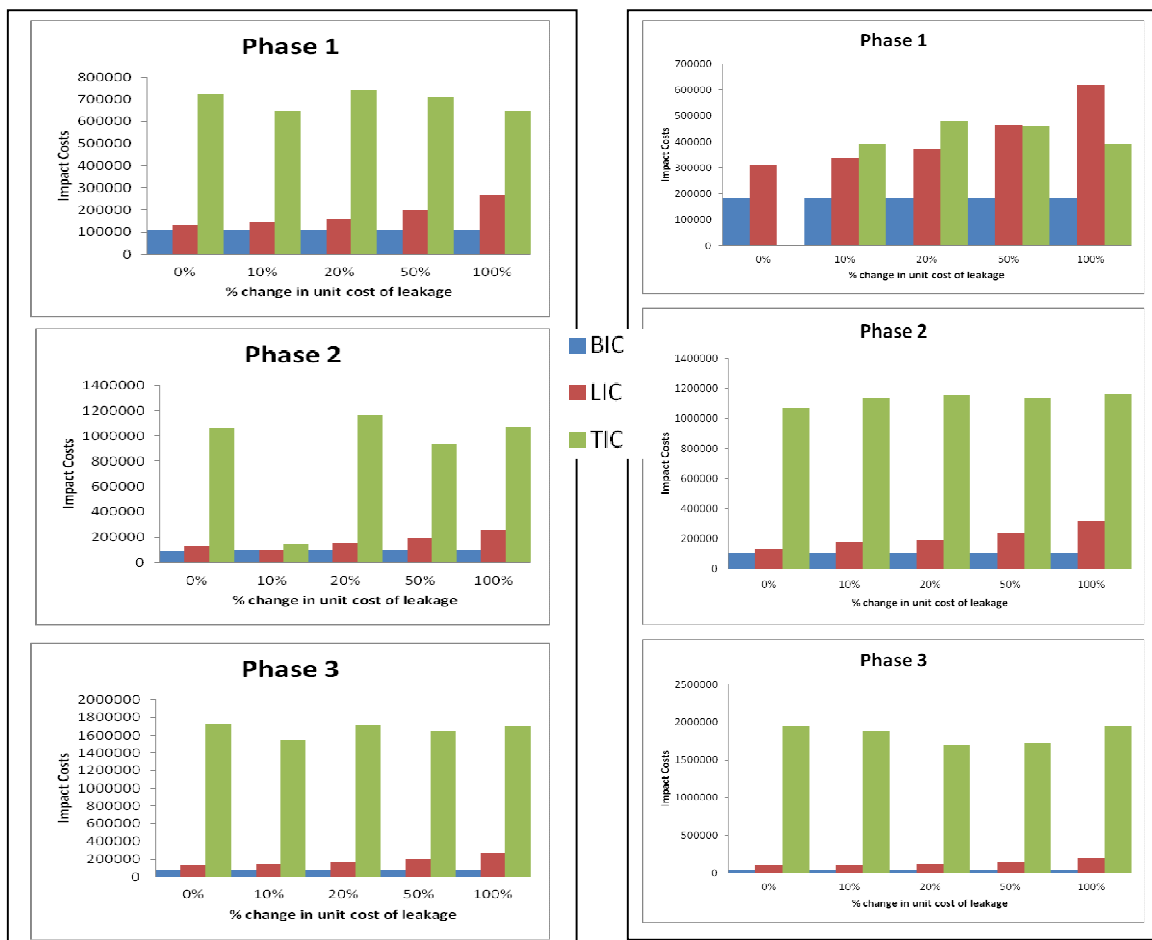 Phase 1
800000
700000
600000
500000
400000
300000
200000
100000
0
Impact Costs
0% 10% 20% 50% 100%
% change in unit cost of leakage
Phase 2
1400000
1200000
1000000
800000
600000
400000
200000
0
Impact Costs
0% 10% 20% 50% 100%
% change in unit cost of leakage
Phase 3
2000000
1800000
1600000
1400000
1200000
1000000
800000
600000
400000
200000
0
Impact Costs
0% 10% 20% 50% 100%
% change in unit cost of leakage
BIC
LIC
TIC
Phase 1
700000
600000
500000
400000
300000
200000
100000
0
Impact Costs
0% 10% 20% 50% 100%
% change in unit cost of leakage
Phase 2
1400000
1200000
1000000
800000
600000
400000
200000
0
Impact Costs
0% 10% 20% 50% 100%
% change in unit cost of leakage
Phase 3
2500000
2000000
1500000
1000000
500000
0
Impact Costs
0% 10% 20% 50% 100%
% change in unit cost of leakage